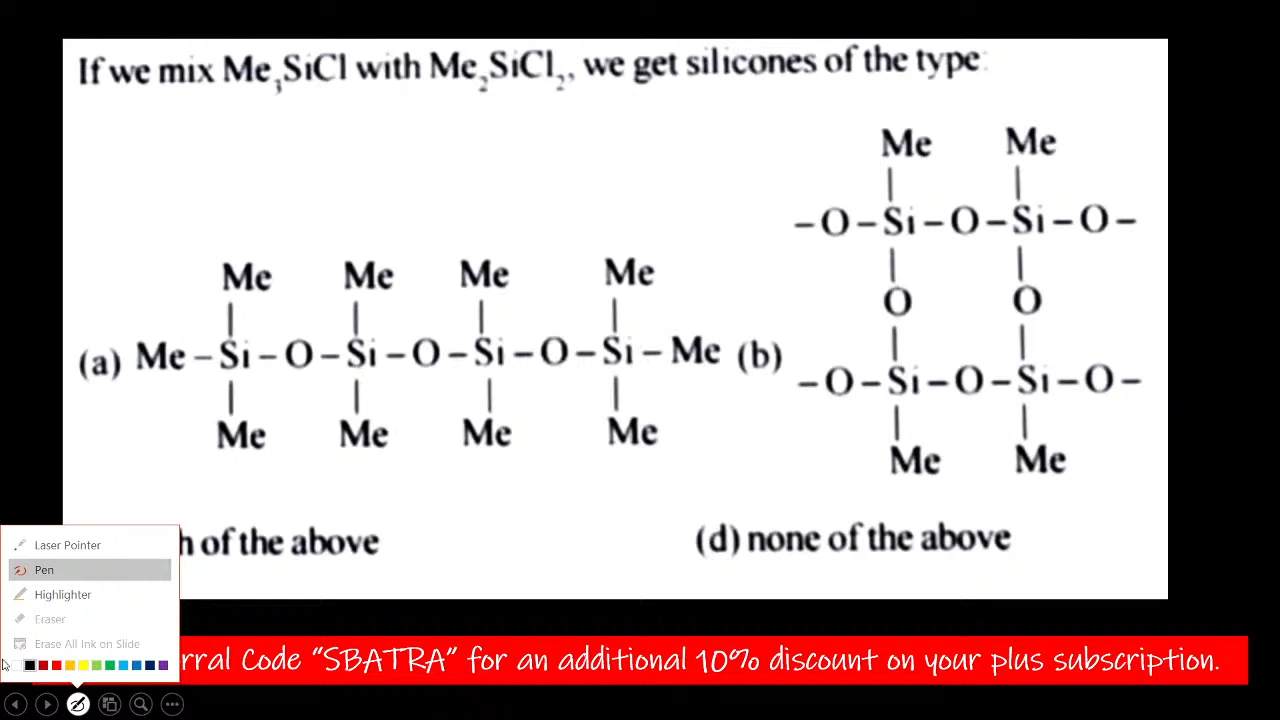 If we mix Me₃SiCl with Me₂SiCl₂, we get silicones of the type:
Me Me Me Me
| | | |
(a) Me – Si – O – Si – O – Si – O – Si – Me
| | | |
Me Me Me Me
(b)
Me Me
| |
– O – Si – O – Si – O –
| |
O O
| |
– O – Si – O – Si – O –
| |
Me Me
h of the above
(d) none of the above
Laser Pointer
Pen
Highlighter
Eraser
Erase All Ink on Slide
rral Code “SBATRA” for an additional 10% discount on your plus subscription.